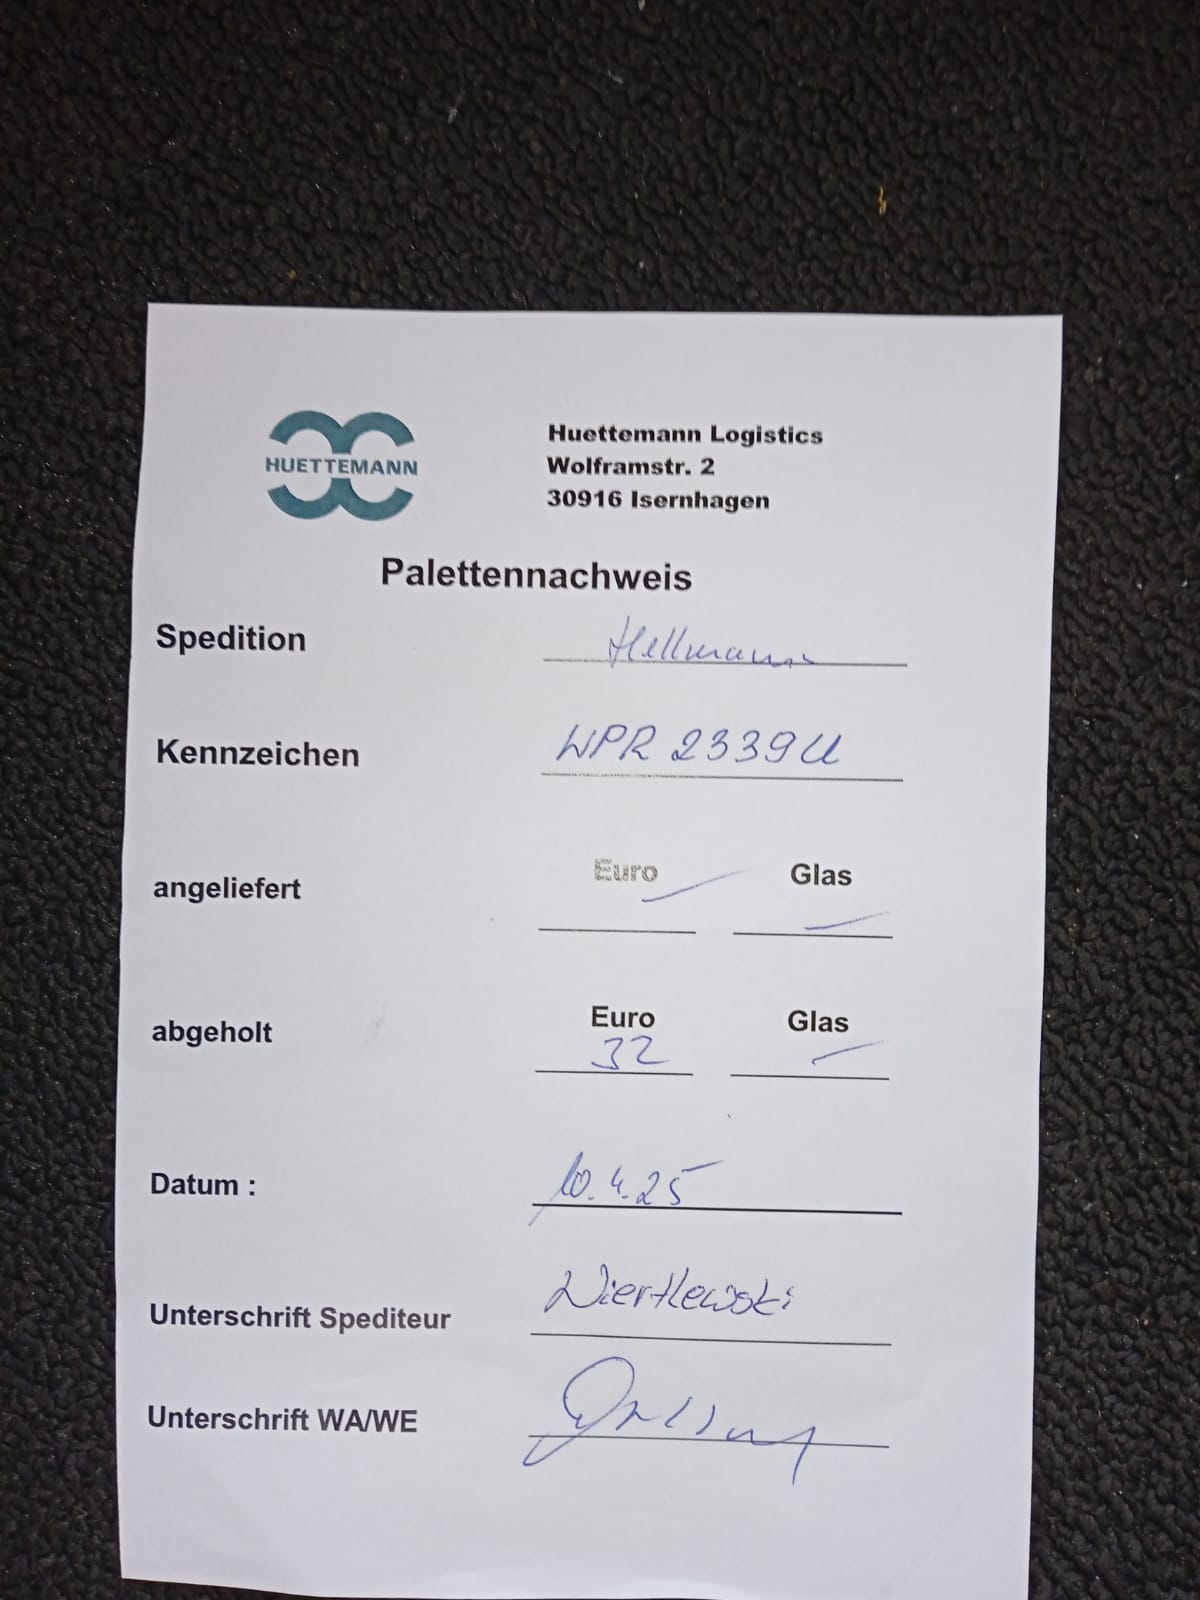 HUETTEMANN
Huettemann Logistics
Wolframstr. 2
30916 Isernhagen
Palettennachweis
Spedition Hellmann
Kennzeichen WPR 2339U
angeliefert Euro Glas
abgeholt Euro Glas
32
Datum : 10.4.25
Unterschrift Spediteur Wiertlewski
Unterschrift WA/WE